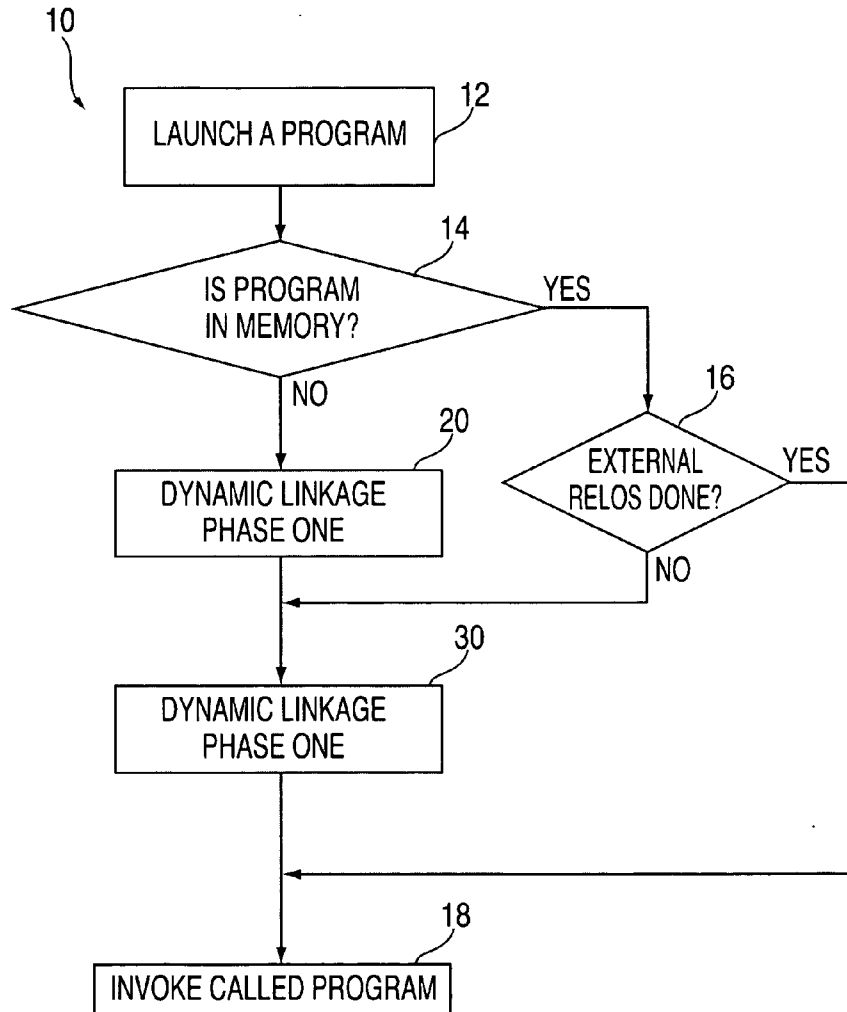 10
12
LAUNCH A PROGRAM
14
IS PROGRAM
IN MEMORY?
YES
NO
16
EXTERNAL
RELOS DONE?
YES
NO
20
DYNAMIC LINKAGE
PHASE ONE
30
DYNAMIC LINKAGE
PHASE ONE
18
INVOKE CALLED PROGRAM